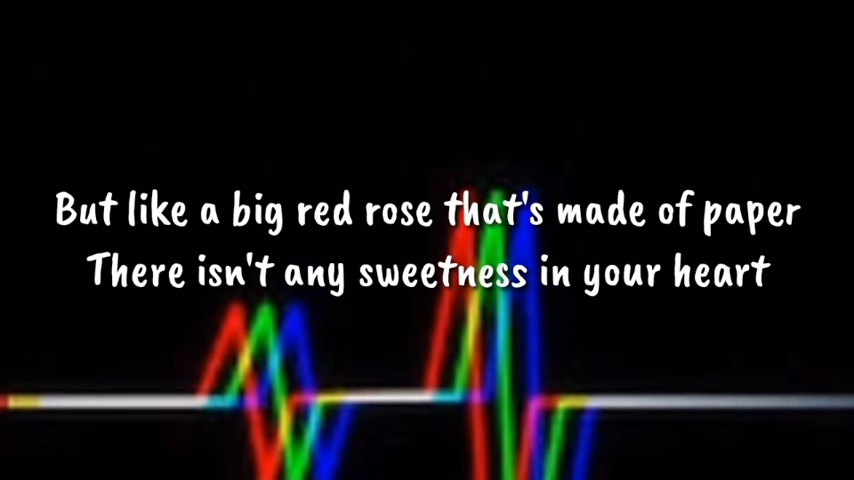 But like a big red rose that's made of paper
There isn't any sweetness in your heart